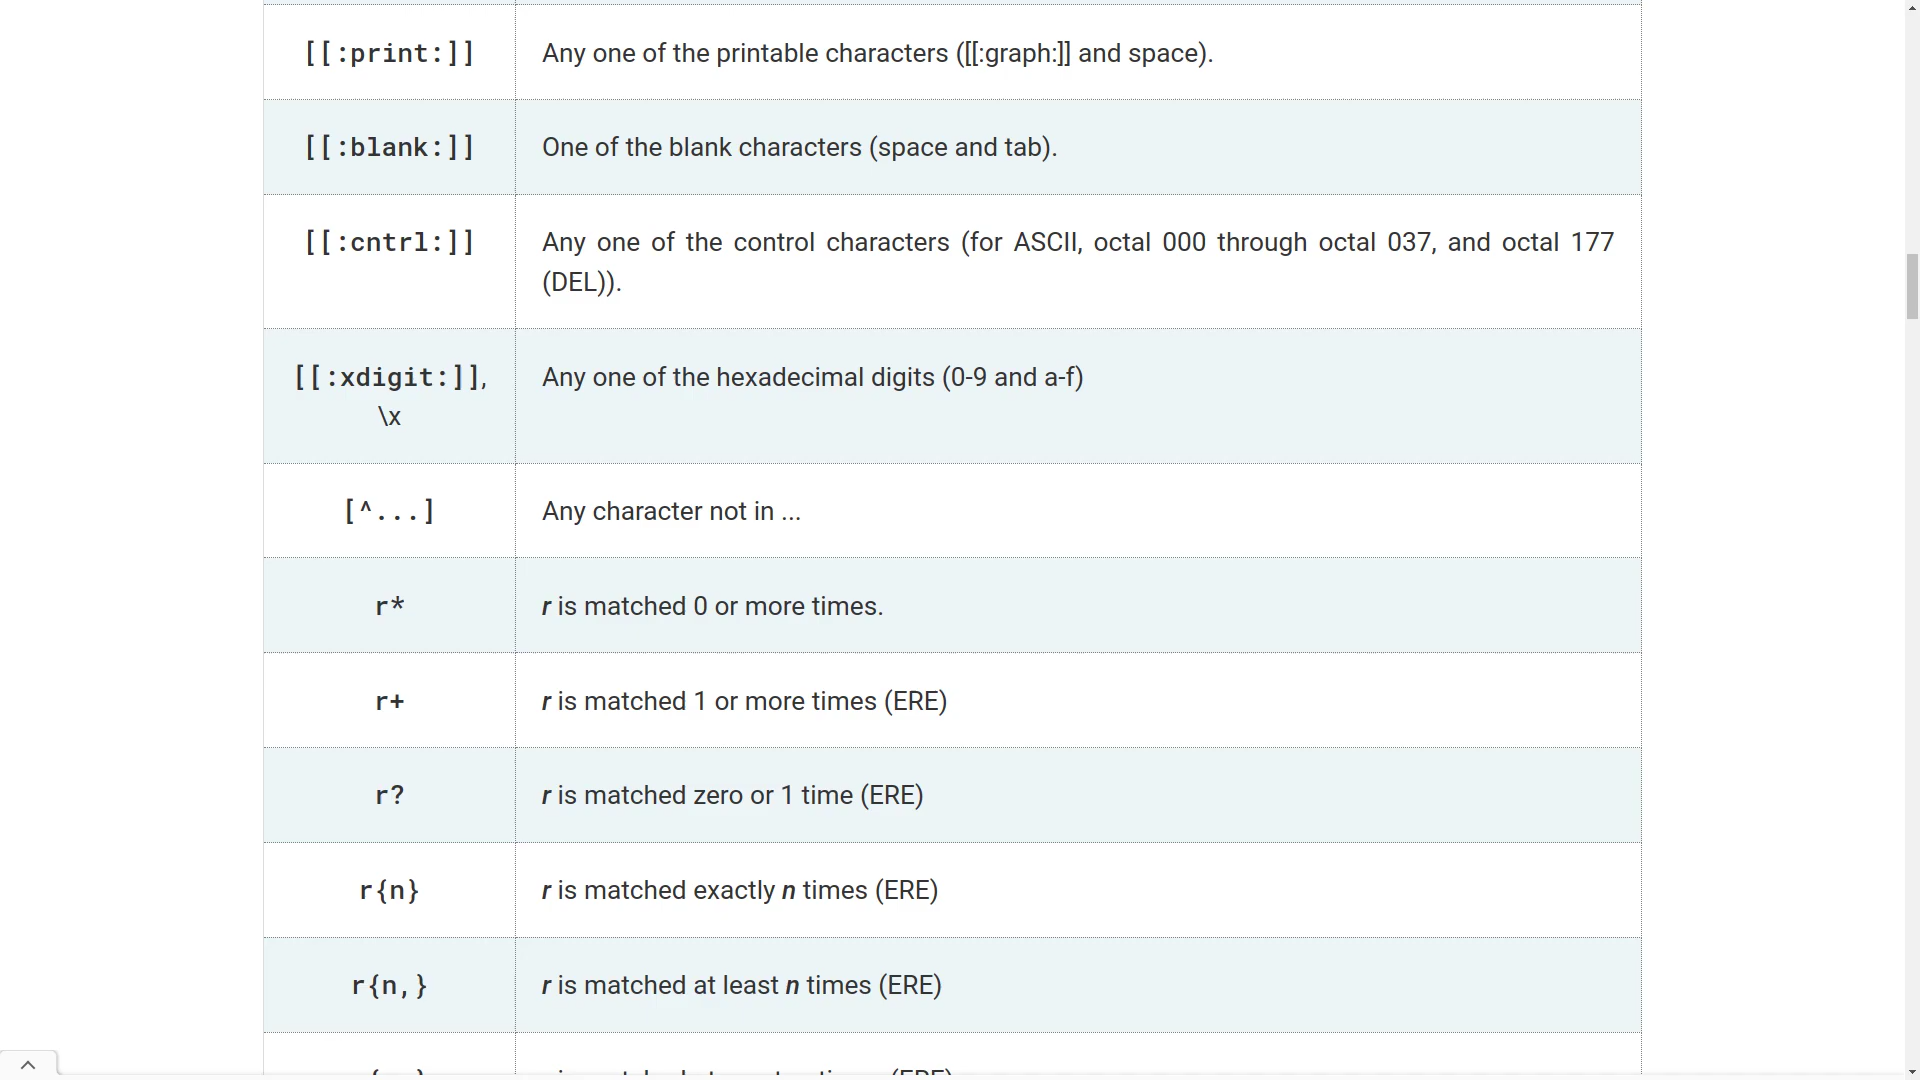 [[:print:]] Any one of the printable characters ([[:graph:]] and space).
[[:blank:]] One of the blank characters (space and tab).
[[:cntrl:]] Any one of the control characters (for ASCII, octal 000 through octal 037, and octal 177
(DEL)).
[[:xdigit:]], Any one of the hexadecimal digits (0-9 and a-f)
\x
[^...] Any character not in ...
r* r is matched 0 or more times.
r+ r is matched 1 or more times (ERE)
r? r is matched zero or 1 time (ERE)
r{n} r is matched exactly n times (ERE)
r{n,} r is matched at least n times (ERE)